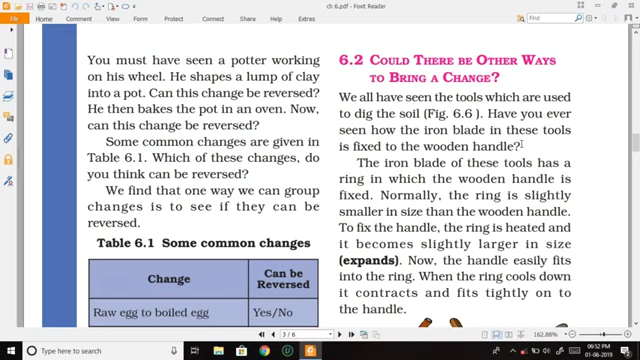 ch 6.pdf - Foxit Reader
Home
Comment
Find
You must have seen a potter working
on his wheel. He shapes a lump of clay
into a pot. Can this change be reversed?
He then bakes the pot in an oven. Now,
can this change be reversed?
Some common changes are given in
Table 6.1. Which of these changes, do
you think can be reversed?
We find that one way we can group
changes is to see if they can be
reversed.
Table 6.1 Some common changes
Change
Can be
Reversed
Raw egg to boiled egg
Yes/No
6.2 COULD THERE BE OTHER WAYS
TO BRING A CHANGE?
We all have seen the tools which are used
to dig the soil (Fig. 6.6). Have you ever
seen how the iron blade in these tools
is fixed to the wooden handle?
The iron blade of these tools has a
ring in which the wooden handle is
fixed. Normally, the ring is slightly
smaller in size than the wooden handle.
To fix the handle, the ring is heated and
it becomes slightly larger in size
(expands). Now, the handle easily fits
into the ring. When the ring cools down
it contracts and fits tightly on to
the handle.
3 / 6
162.88%
Type here to search
06:52 PM
01-06-2019